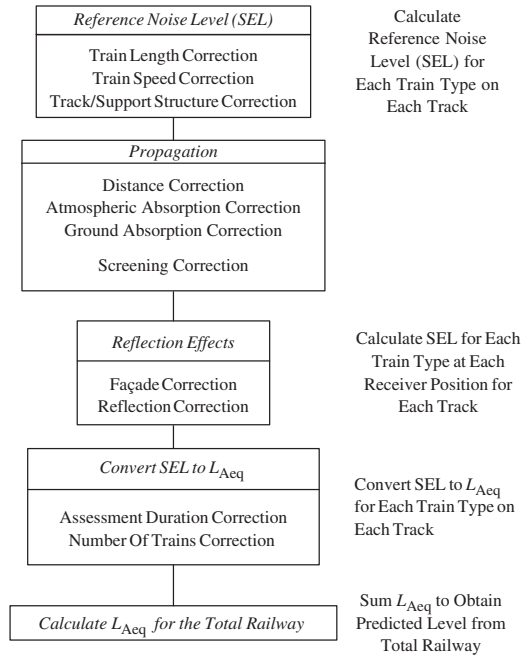 Reference Noise Level (SEL)
Train Length Correction
Train Speed Correction
Track/Support Structure Correction
Calculate
Reference Noise
Level (SEL) for
Each Train Type on
Each Track
Propagation
Distance Correction
Atmospheric Absorption Correction
Ground Absorption Correction
Screening Correction
Reflection Effects
Façade Correction
Reflection Correction
Calculate SEL for Each
Train Type at Each
Receiver Position for
Each Track
Convert SEL to LAeq
Assessment Duration Correction
Number Of Trains Correction
Convert SEL to LAeq
for Each Train Type on
Each Track
Calculate LAeq for the Total Railway
Sum LAeq to Obtain
Predicted Level from
Total Railway